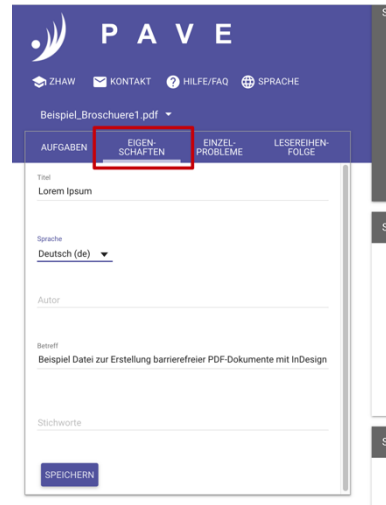 PAVE
ZHAW KONTAKT HILFE/FAQ SPRACHE
Beispiel_Broschuere1.pdf
AUFGABEN
EIGEN-
SCHAFTEN
EINZEL-
PROBLEME
LESEREIHEN-
FOLGE
Titel
Lorem Ipsum
Sprache
Deutsch (de)
Autor
Betreff
Beispiel Datei zur Erstellung barrierefreier PDF-Dokumente mit InDesign
Stichworte
SPEICHERN